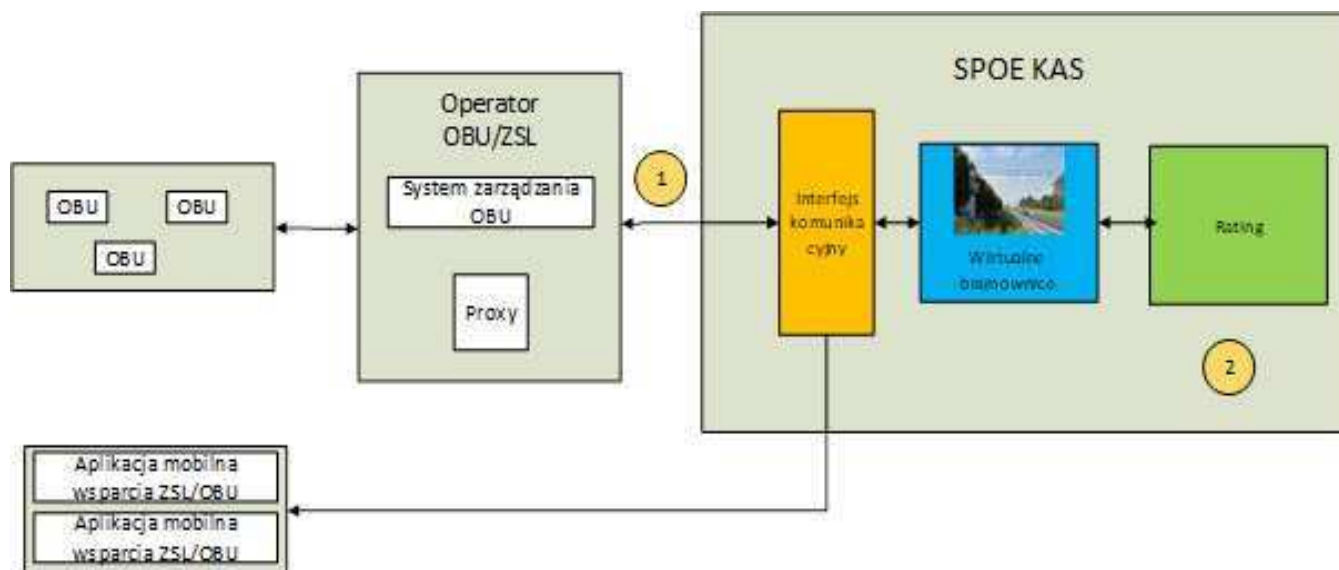 SPOE KAS
Operator
OBU/ZSL
System zarządzania
OBU
Proxy
OBU
OBU
OBU
1
Interfejs
komunika
cyjny
Wirtualne
bramownice
Rating
2
Aplikacja mobilna
wsparcia ZSL/OBU
Aplikacja mobilna
wsparcia ZSL/OBU